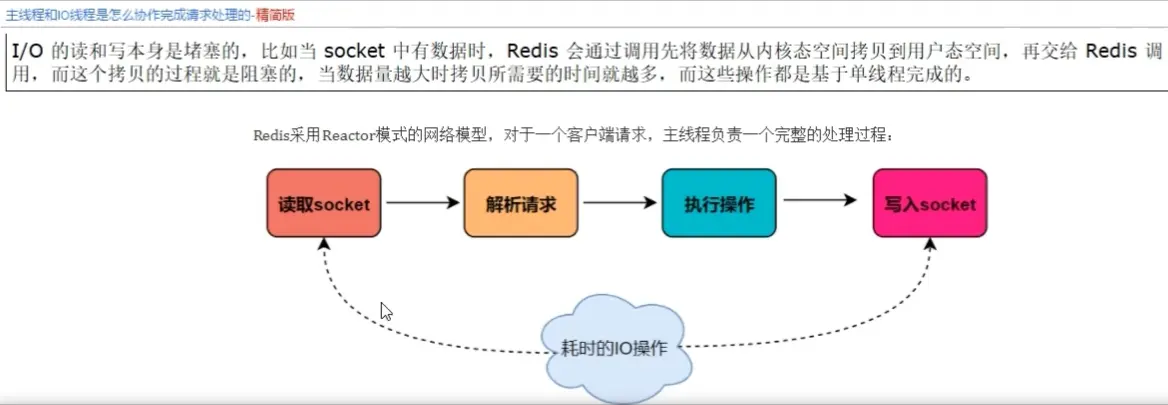 主线程和IO线程是怎么协作完成请求处理的-精简版
I/O 的读和写本身是堵塞的，比如当 socket 中有数据时，Redis 会通过调用先将数据从内核态空间拷贝到用户态空间，再交给 Redis 调
用，而这个拷贝的过程就是阻塞的，当数据量越大时拷贝所需要的时间就越多，而这些操作都是基于单线程完成的。
Redis采用Reactor模式的网络模型，对于一个客户端请求，主线程负责一个完整的处理过程：
读取socket
解析请求
执行操作
写入socket
耗时的IO操作